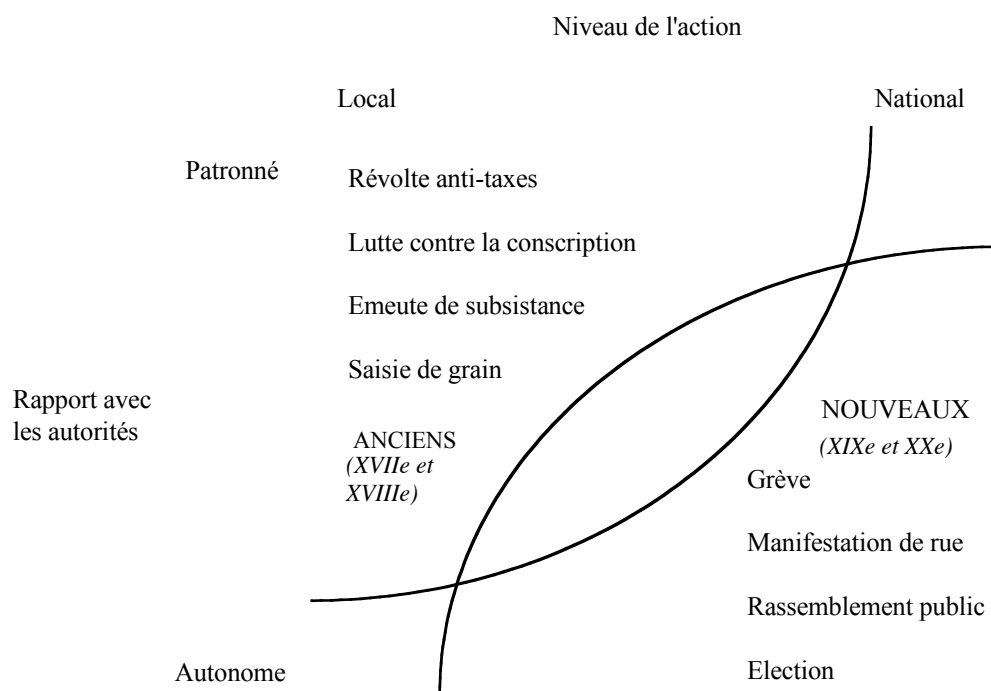 Niveau de l'action
Local
National
Patronné
Révolte anti-taxes
Lutte contre la conscription
Emeute de subsistance
Saisie de grain
Rapport avec
les autorités
ANCIENS
(XVIIe et
XVIIIe)
NOUVEAUX
(XIXe et XXe)
Grève
Manifestation de rue
Rassemblement public
Autonome
Election